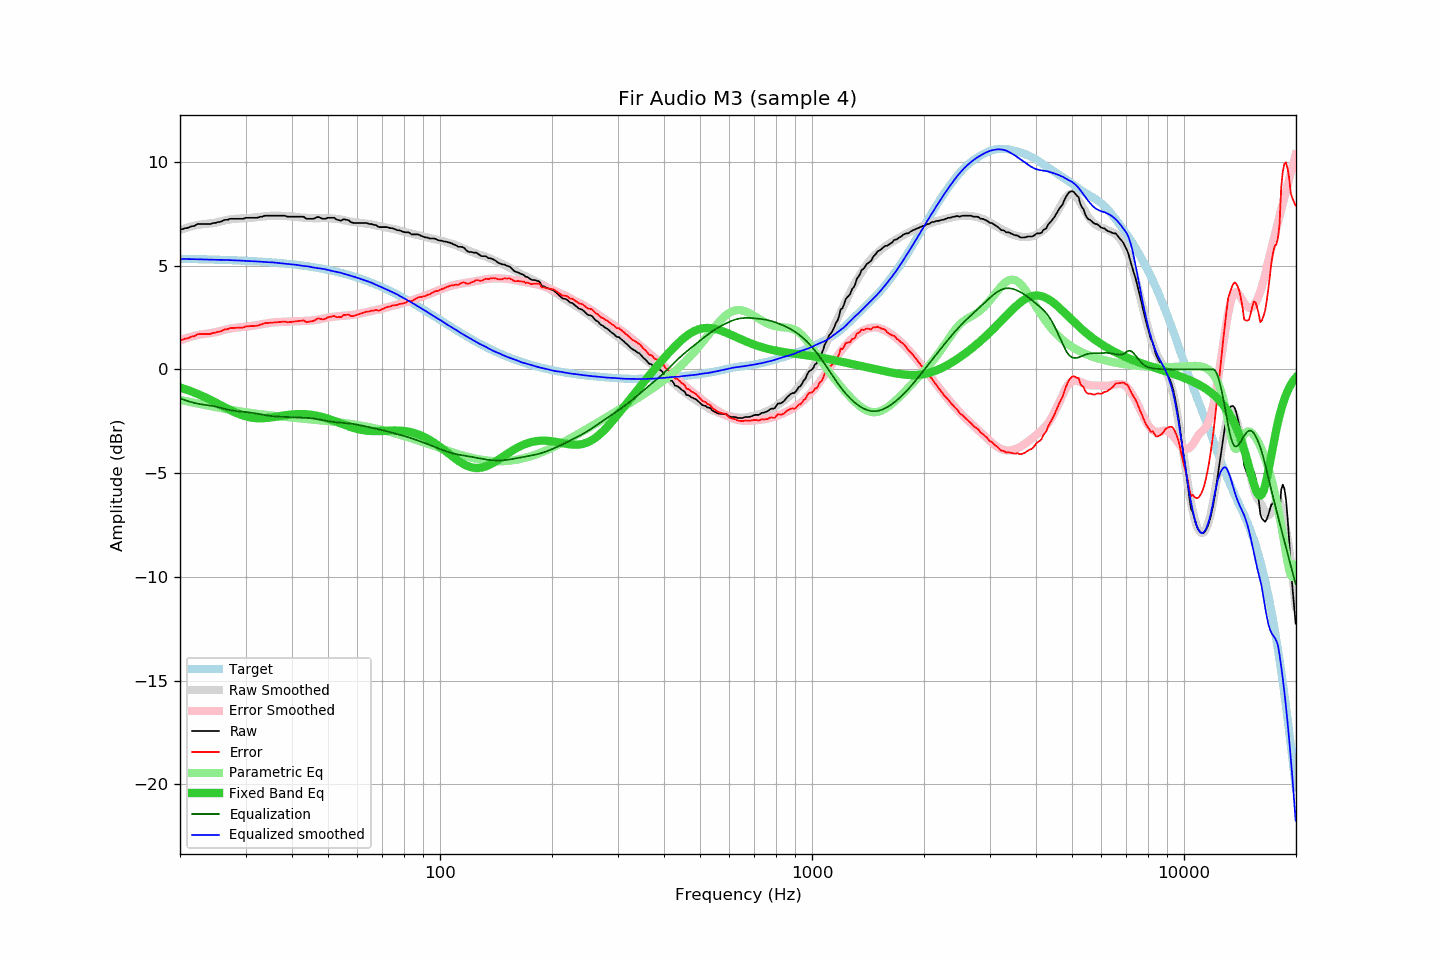 Fir Audio M3 (sample 4)
10
5
0
−5
−10
−15
−20
Amplitude (dBr)
Target
Raw Smoothed
Error Smoothed
Raw
Error
Parametric Eq
Fixed Band Eq
Equalization
Equalized smoothed
100
1000
10000
Frequency (Hz)